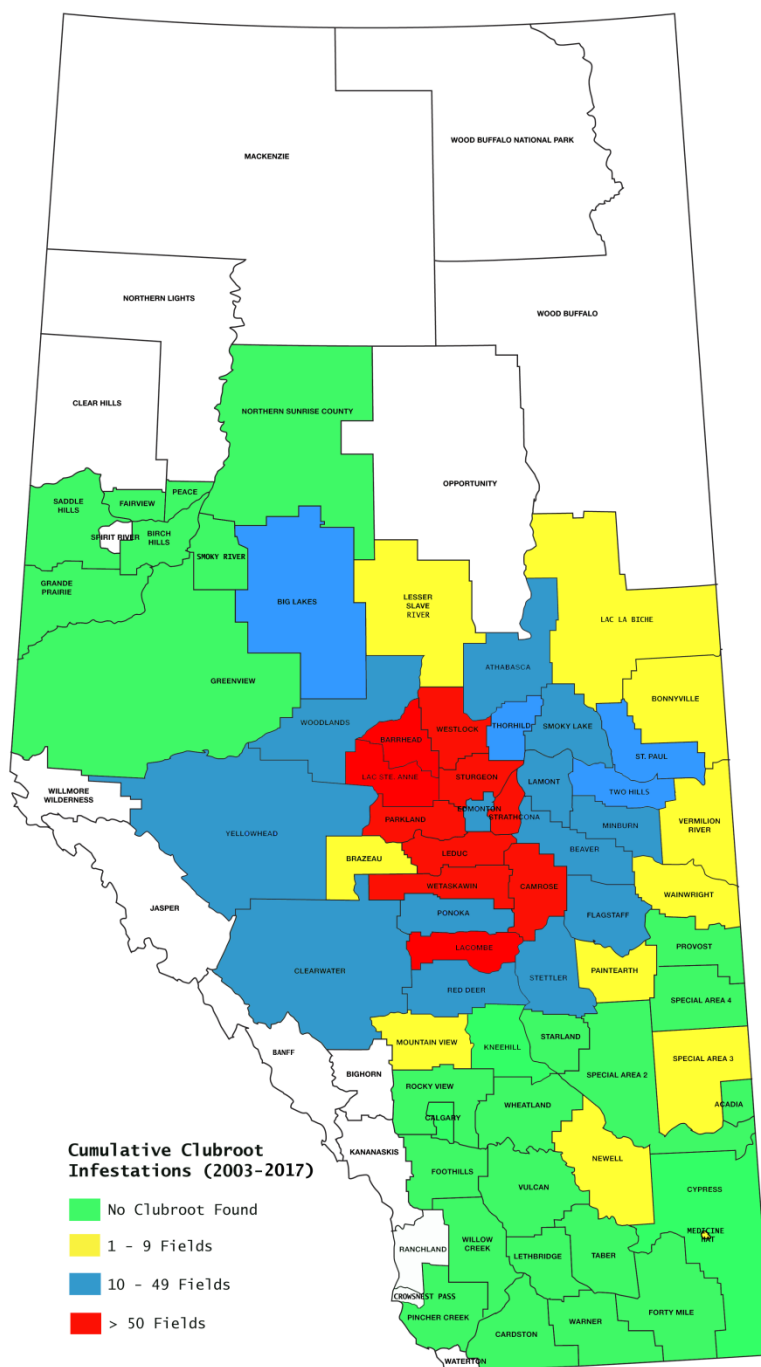 WOOD BUFFALO NATIONAL PARK
MACKENZIE
NORTHERN LIGHTS
WOOD BUFFALO
CLEAR HILLS
NORTHERN SUNRISE COUNTY
OPPORTUNITY
SADDLE
HILLS
FAIRVIEW
PEACE
SPIRIT RIVER
BIRCH
HILLS
SMOKY RIVER
GRANDE
PRAIRIE
BIG LAKES
LESSER
SLAVE
RIVER
LAC LA BICHE
GREENVIEW
ATHABASCA
BONNYVILLE
WOODLANDS
WESTLOCK
THORHILD
SMOKY LAKE
BARRHEAD
ST. PAUL
LAC STE. ANNE
STURGEON
LAMONT
TWO HILLS
WILLMORE
WILDERNESS
EDMONTON
STRATHCONA
PARKLAND
MINBURN
VERMILION
RIVER
YELLOWHEAD
BRAZEAU
LEDUC
BEAVER
WETASKIWIN
CAMROSE
WAINWRIGHT
JASPER
PONOKA
FLAGSTAFF
PROVOST
LACOMBE
CLEARWATER
RED DEER
STETTLER
PAINTEARTH
SPECIAL AREA 4
MOUNTAIN VIEW
KNEEHILL
STARLAND
BANFF
BIGHORN
SPECIAL AREA 2
SPECIAL AREA 3
ROCKY VIEW
CALGARY
WHEATLAND
ACADIA
KANANASKIS
FOOTHILLS
NEWELL
VULCAN
CYPRESS
MEDICINE
HAT
RANCHLAND
WILLOW
CREEK
LETHBRIDGE
TABER
CROWSNEST PASS
PINCHER CREEK
CARDSTON
WARNER
FORTY MILE
WATERTON
Cumulative Clubroot
Infestations (2003-2017)
No Clubroot Found
1 - 9 Fields
10 - 49 Fields
> 50 Fields